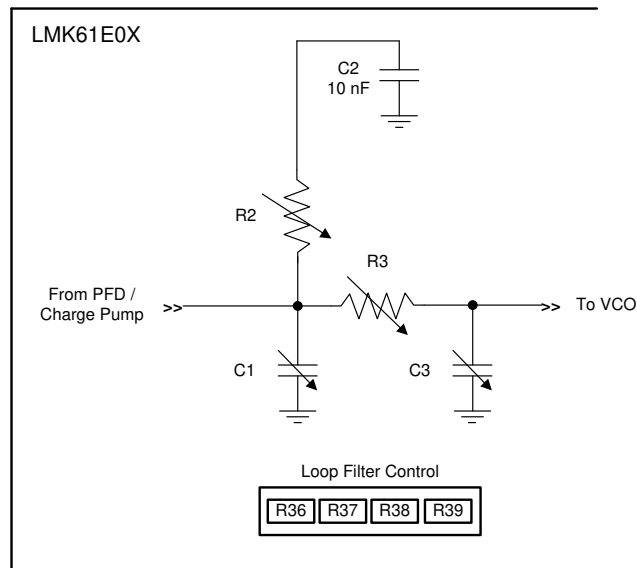 LMK61E0X
C2
10 nF
R2
R3
From PFD /
Charge Pump
>>
>>
To VCO
C1
C3
Loop Filter Control
R36 R37 R38 R39